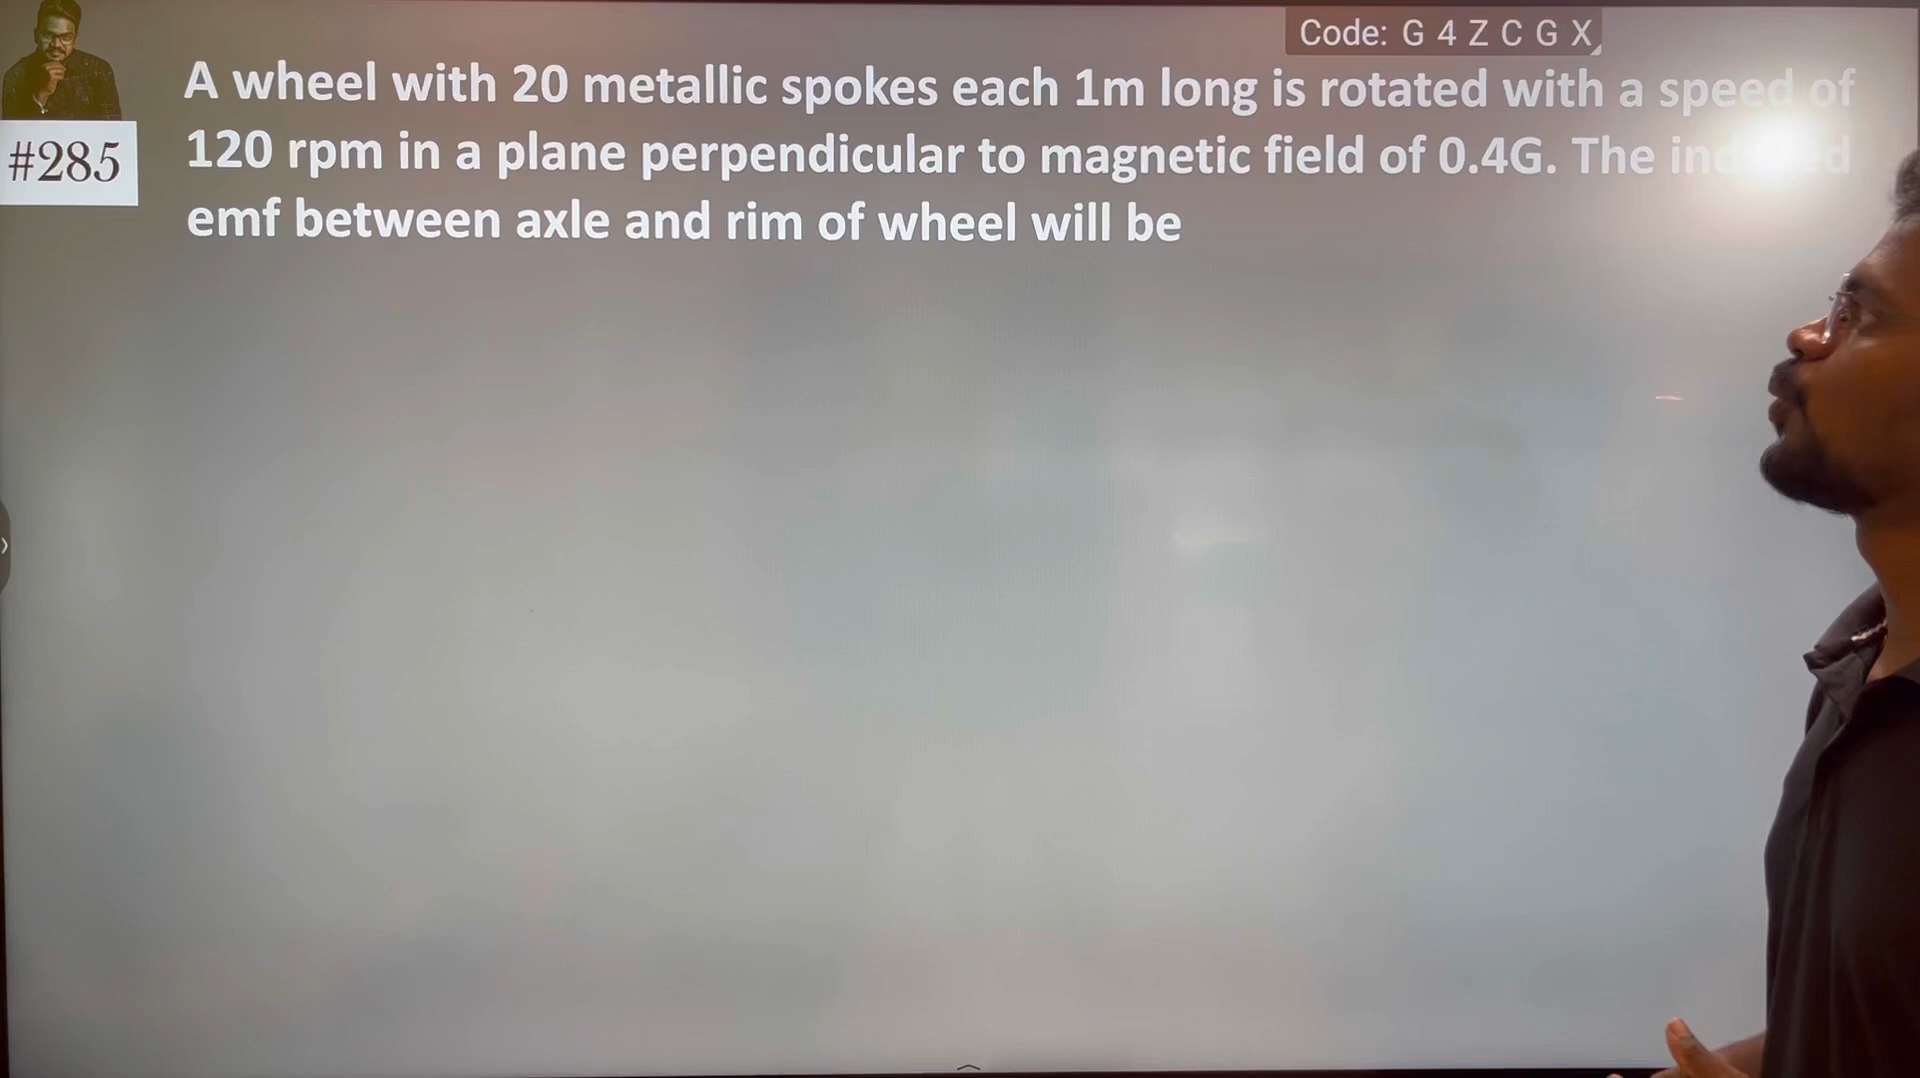 Code: G 4 Z C G X
A wheel with 20 metallic spokes each 1m long is rotated with a speed of
#285
120 rpm in a plane perpendicular to magnetic field of 0.4G. The
emf between axle and rim of wheel will be